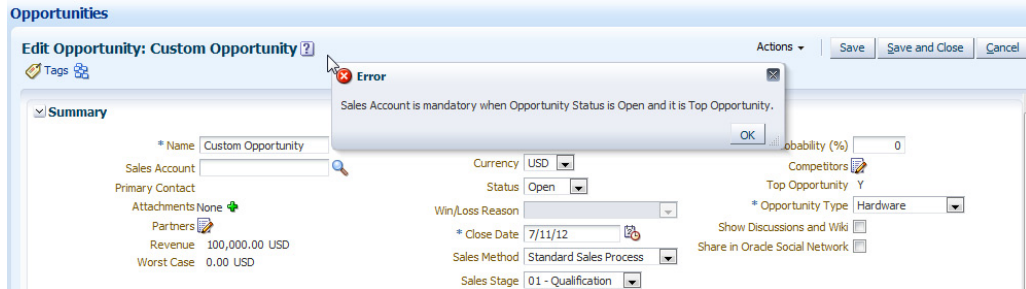 Opportunities
Edit Opportunity: Custom Opportunity ?
Actions Save Save and Close Cancel
Tags
Error
Sales Account is mandatory when Opportunity Status is Open and it is Top Opportunity.
OK
Summary
* Name Custom Opportunity
Sales Account
Primary Contact
Attachments None
Partners
Revenue 100,000.00 USD
Worst Case 0.00 USD
Currency USD
Status Open
Win/Loss Reason
* Close Date 7/11/12
Sales Method Standard Sales Process
Sales Stage 01 - Qualification
obability (%) 0
Competitors
Top Opportunity Y
* Opportunity Type Hardware
Show Discussions and Wiki
Share in Oracle Social Network